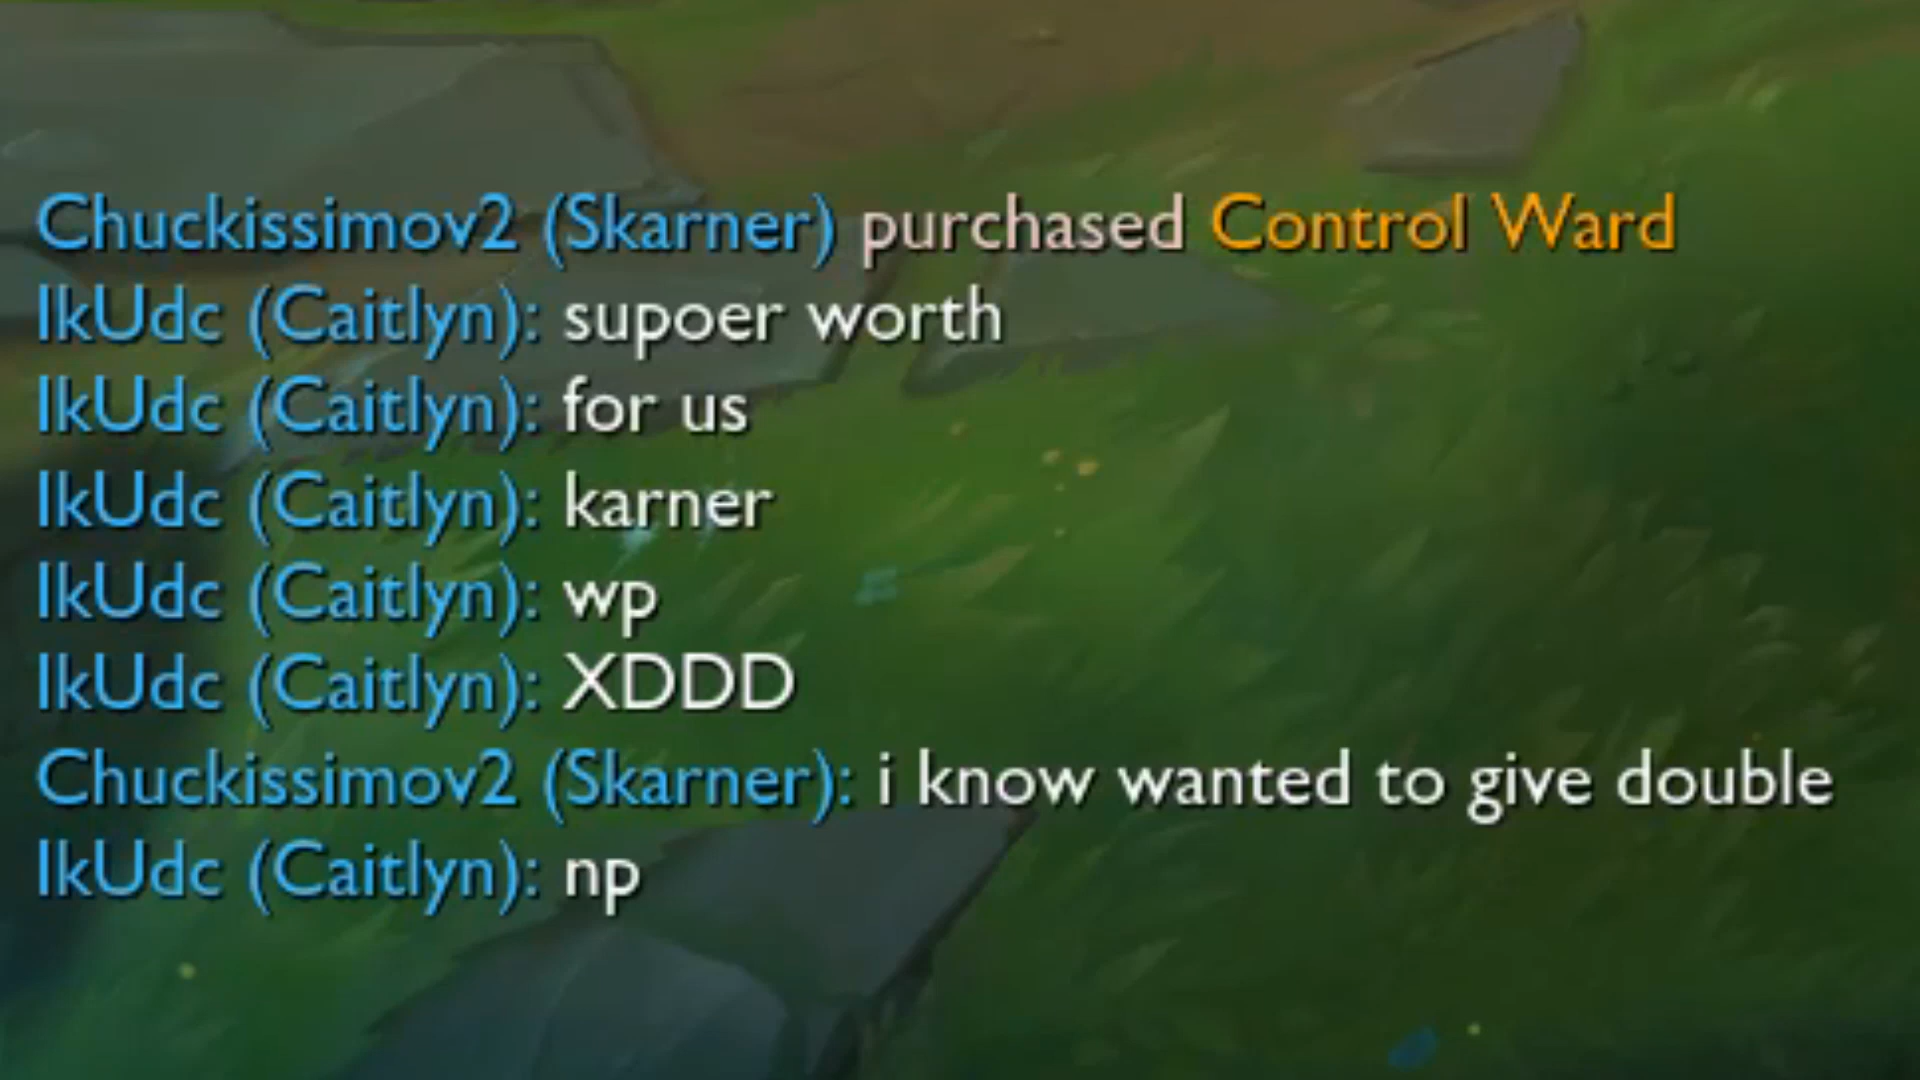 Chuckissimov2 (Skarner) purchased Control Ward
IkUdc (Caitlyn): supoer worth
IkUdc (Caitlyn): for us
IkUdc (Caitlyn): karner
IkUdc (Caitlyn): wp
IkUdc (Caitlyn): XDDD
Chuckissimov2 (Skarner): i know wanted to give double
IkUdc (Caitlyn): np